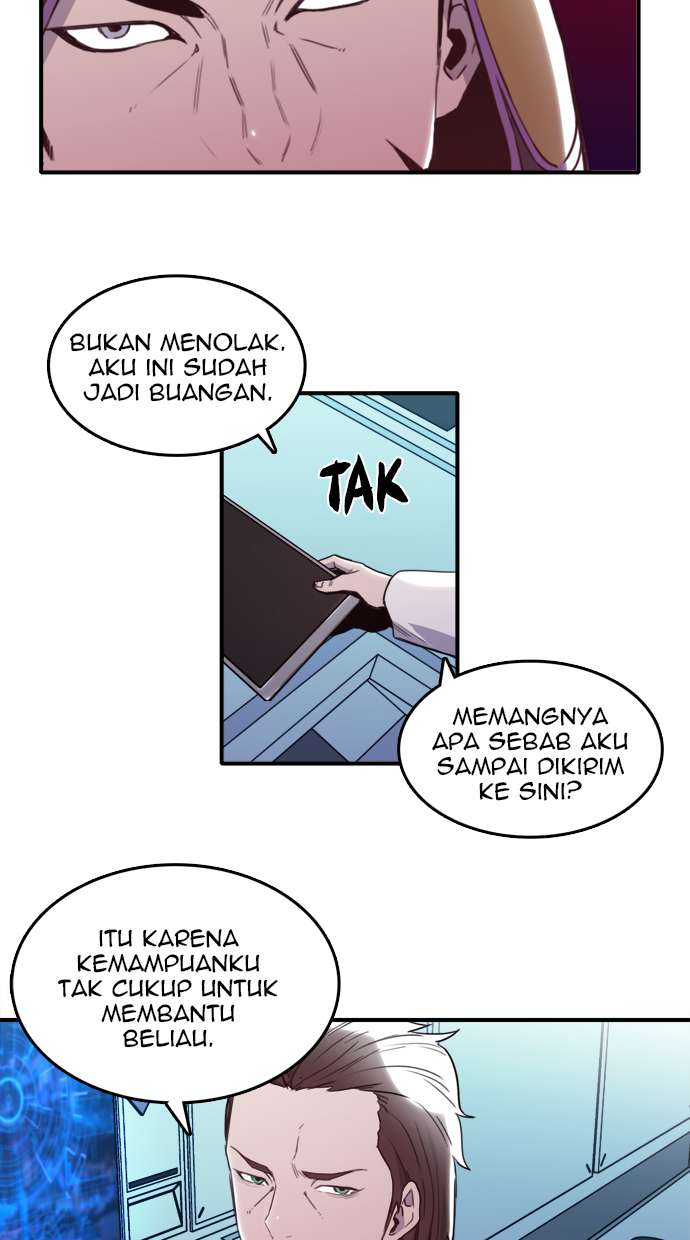 BUKAN MENOLAK.
AKU INI SUDAH
JADI BUANGAN.
TAK
MEMANGNYA
APA SEBAB AKU
SAMPAI DIKIRIM
KE SINI?
ITU KARENA
KEMAMPUANKU
TAK CUKUP UNTUK
MEMBANTU
BELIAU.